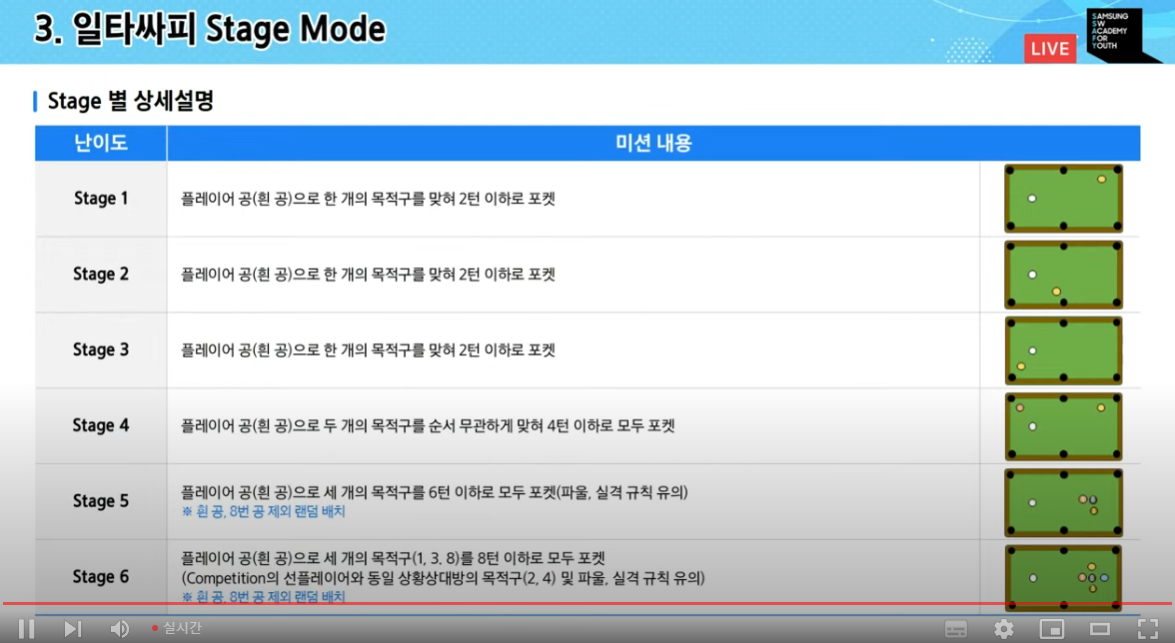 3. 일타싸피 Stage Mode
LIVE
SAMSUNG
SW
ACADEMY
FOR
YOUTH
Stage 별 상세설명
난이도 미션 내용
Stage 1 플레이어 공(흰 공)으로 한 개의 목적구를 맞혀 2턴 이하로 포켓
Stage 2 플레이어 공(흰 공)으로 한 개의 목적구를 맞혀 2턴 이하로 포켓
Stage 3 플레이어 공(흰 공)으로 한 개의 목적구를 맞혀 2턴 이하로 포켓
Stage 4 플레이어 공(흰 공)으로 두 개의 목적구를 순서 무관하게 맞혀 4턴 이하로 모두 포켓
Stage 5 플레이어 공(흰 공)으로 세 개의 목적구를 6턴 이하로 모두 포켓(파울, 실격 규칙 유의)
※ 흰 공, 8번 공 제외 랜덤 배치
Stage 6 플레이어 공(흰 공)으로 세 개의 목적구(1, 3. 8)를 8턴 이하로 모두 포켓
(Competition의 선플레이어와 동일 상황상대방의 목적구(2, 4) 및 파울, 실격 규칙 유의)
※ 흰 공, 8번 공 제외 랜덤 배치
실시간